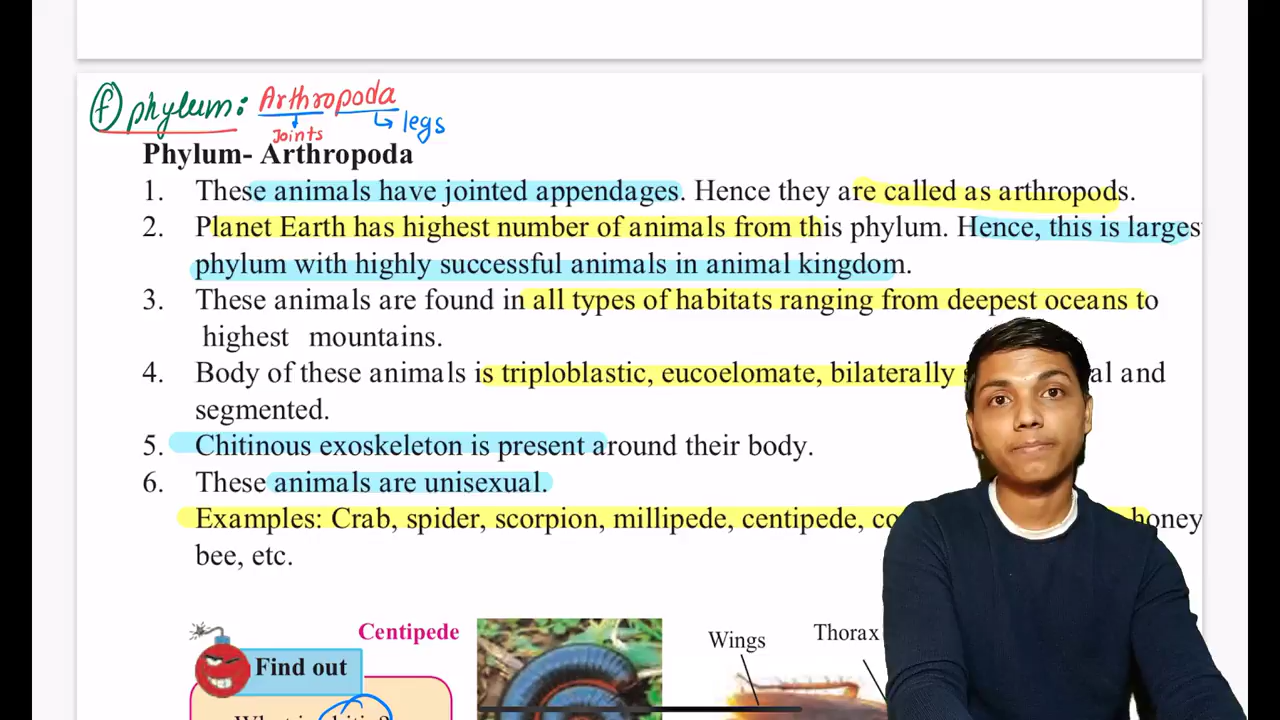 (f) phylum: Arthropoda
Joints
legs
Phylum- Arthropoda
1. These animals have jointed appendages. Hence they are called as arthropods.
2. Planet Earth has highest number of animals from this phylum. Hence, this is larges
phylum with highly successful animals in animal kingdom.
3. These animals are found in all types of habitats ranging from deepest oceans to
highest mountains.
4. Body of these animals is triploblastic, eucoelomate, bilaterally al and
segmented.
5. Chitinous exoskeleton is present around their body.
6. These animals are unisexual.
Examples: Crab, spider, scorpion, millipede, centipede, co honey
bee, etc.
Centipede
Wings
Thorax
Find out
What is chitin?